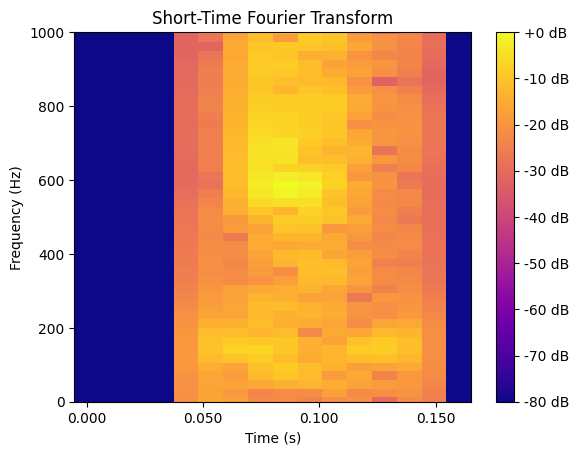 Short-Time Fourier Transform
Frequency (Hz)
1000
800
600
400
200
0
0.000
0.050
0.100
0.150
Time (s)
+0 dB
-10 dB
-20 dB
-30 dB
-40 dB
-50 dB
-60 dB
-70 dB
-80 dB